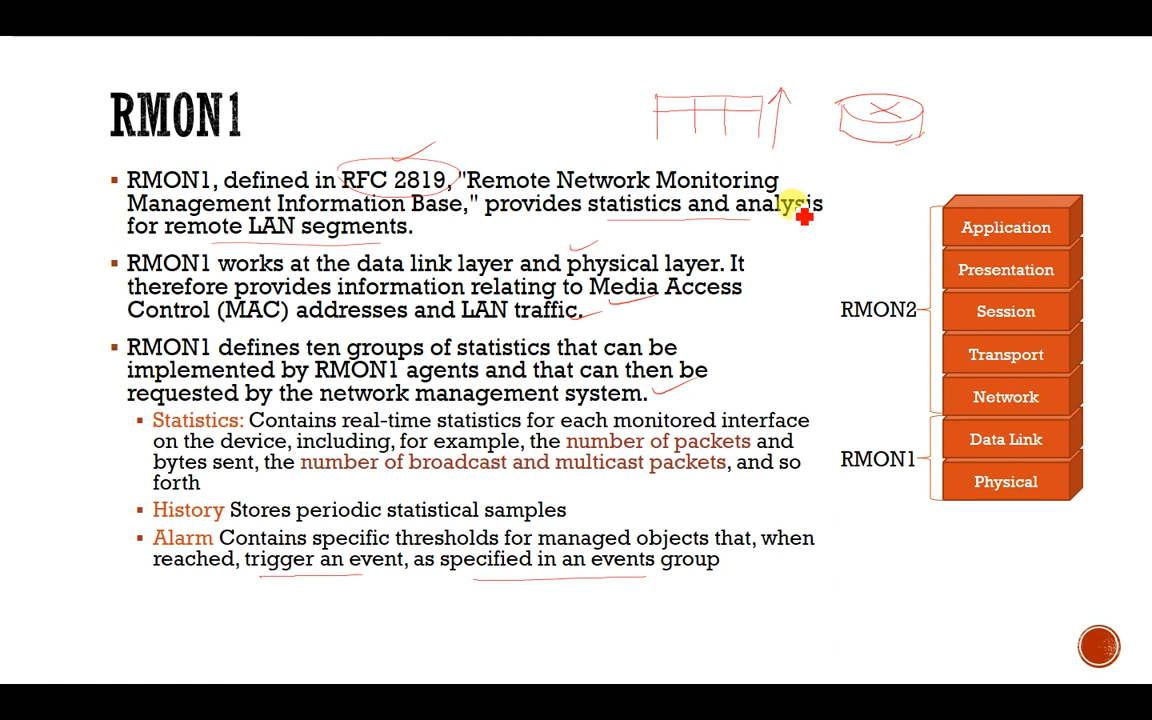 RMON1
RMON1, defined in RFC 2819, "Remote Network Monitoring
Management Information Base," provides statistics and analysis
for remote LAN segments.
RMON1 works at the data link layer and physical layer. It
therefore provides information relating to Media Access
Control (MAC) addresses and LAN traffic.
RMON1 defines ten groups of statistics that can be
implemented by RMON1 agents and that can then be
requested by the network management system.
Statistics: Contains real-time statistics for each monitored interface
on the device, including, for example, the number of packets and
bytes sent, the number of broadcast and multicast packets, and so
forth
History Stores periodic statistical samples
Alarm Contains specific thresholds for managed objects that, when
reached, trigger an event, as specified in an events group
Application
Presentation
RMON2
Session
Transport
Network
Data Link
RMON1
Physical